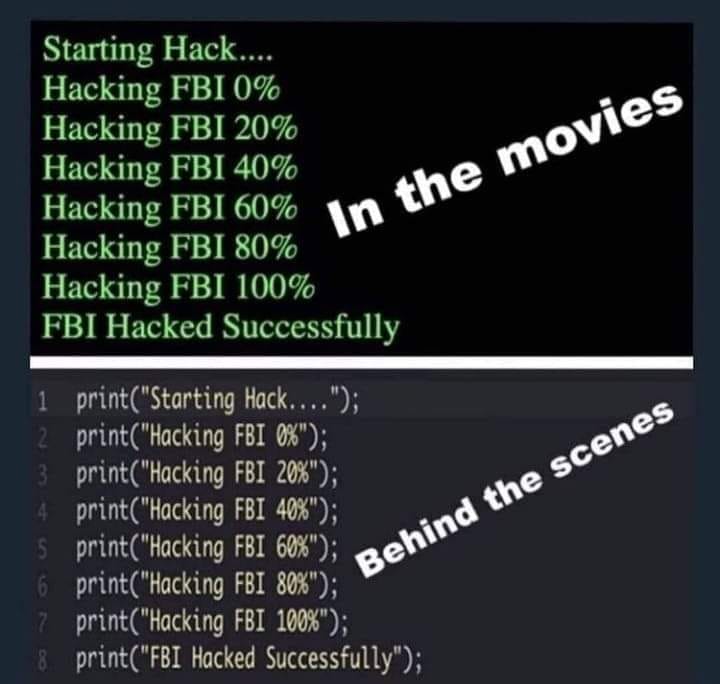 Starting Hack....
Hacking FBI 0%
Hacking FBI 20%
Hacking FBI 40%
Hacking FBI 60%
Hacking FBI 80%
Hacking FBI 100%
FBI Hacked Successfully
In the movies
1 print("Starting Hack....");
2 print("Hacking FBI 0%");
3 print("Hacking FBI 20%");
4 print("Hacking FBI 40%");
5 print("Hacking FBI 60%");
6 print("Hacking FBI 80%");
7 print("Hacking FBI 100%");
8 print("FBI Hacked Successfully");
Behind the scenes